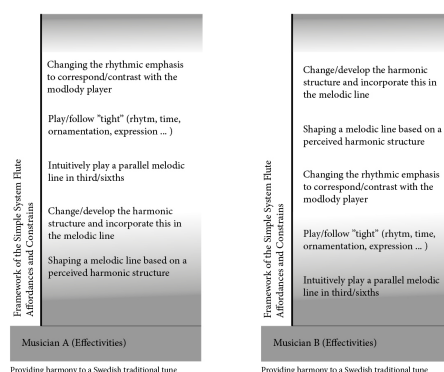 Changing the rhythmic emphasis
to correspond/contrast with the
modlody player
Play/follow "tight" (rhytm, time,
ornamentation, expression ... )
Intuitively play a parallel melodic
line in third/sixths
Change/develop the harmonic
structure and incorporate this in
the melodic line
Shaping a melodic line based on a
perceived harmonic structure
Framework of the Simple System Flute
Affordances and Constrains
Musician A (Effectivities)
Providing harmony to a Swedish traditional tune
Change/develop the harmonic
structure and incorporate this in
the melodic line
Shaping a melodic line based on a
perceived harmonic structure
Changing the rhythmic emphasis
to correspond/contrast with the
modlody player
Play/follow "tight" (rhytm, time,
ornamentation, expression ... )
Intuitively play a parallel melodic
line in third/sixths
Framework of the Simple System Flute
Affordances and Constrains
Musician B (Effectivities)
Providing harmony to a Swedish traditional tune